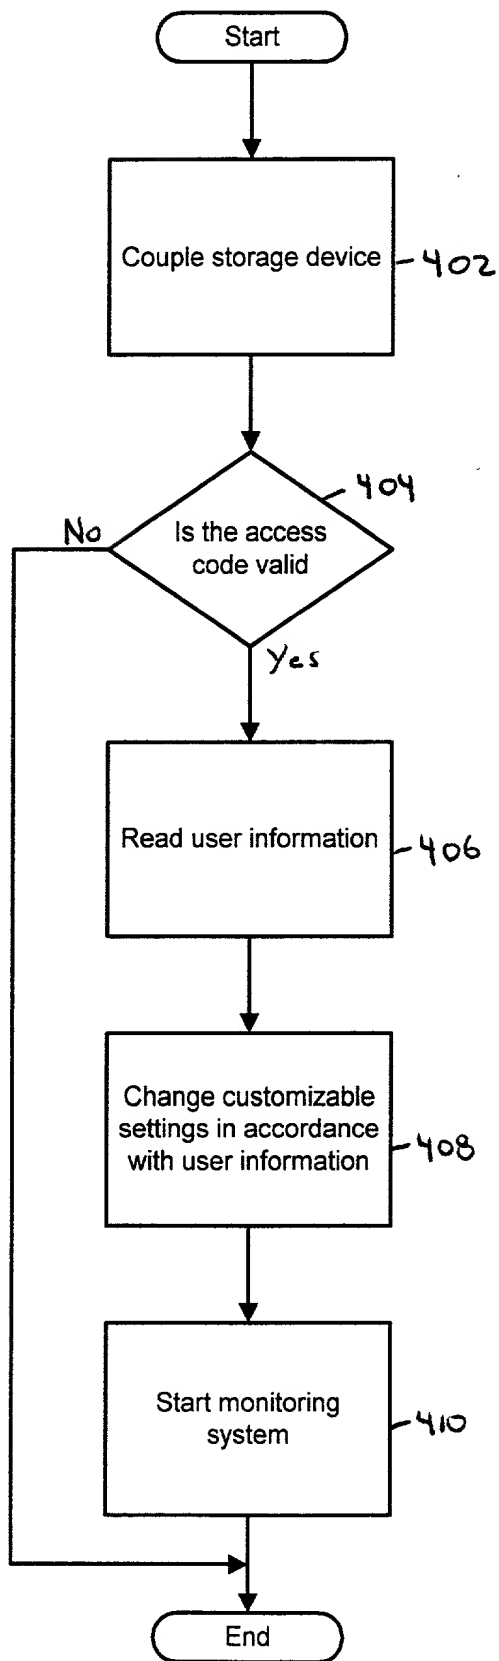 Start
Couple storage device
402
404
No
Is the access
code valid
Yes
Read user information
406
Change customizable
settings in accordance
with user information
408
Start monitoring
system
410
End